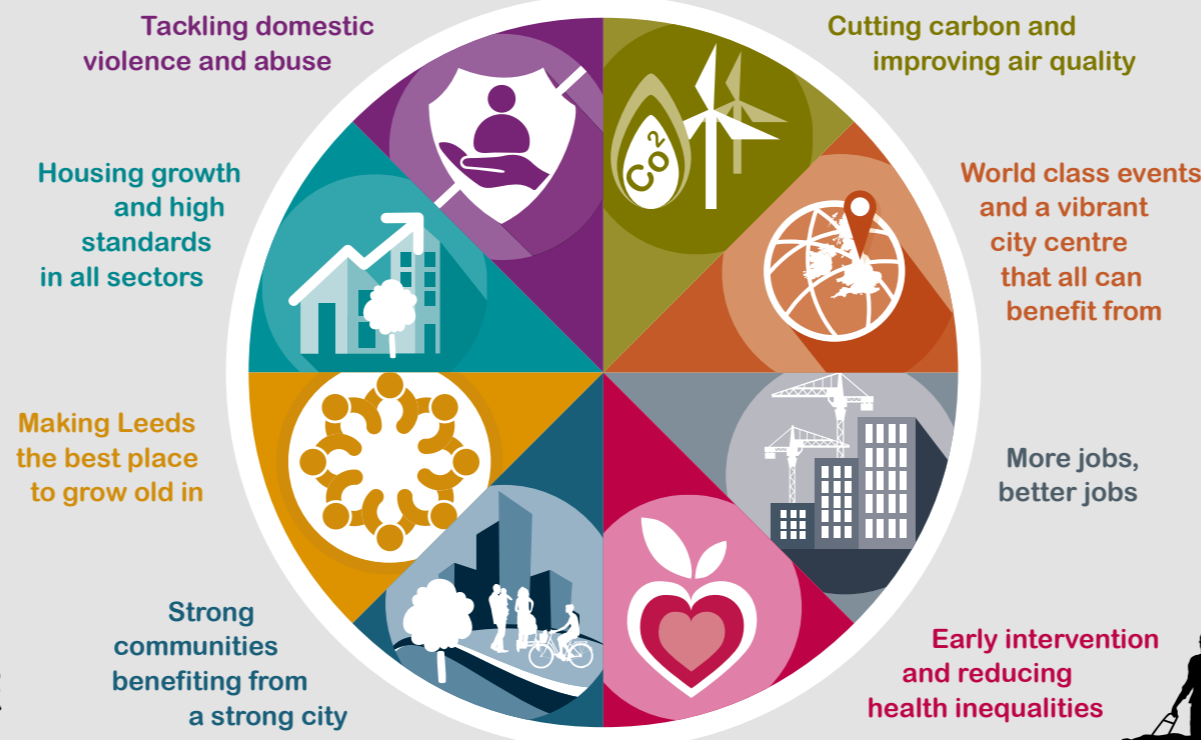 Tackling domestic
violence and abuse
Cutting carbon and
improving air quality
Co2
Housing growth
and high
standards
in all sectors
World class events
and a vibrant
city centre
that all can
benefit from
Making Leeds
the best place
to grow old in
More jobs,
better jobs
Strong
communities
benefiting from
a strong city
Early intervention
and reducing
health inequalities